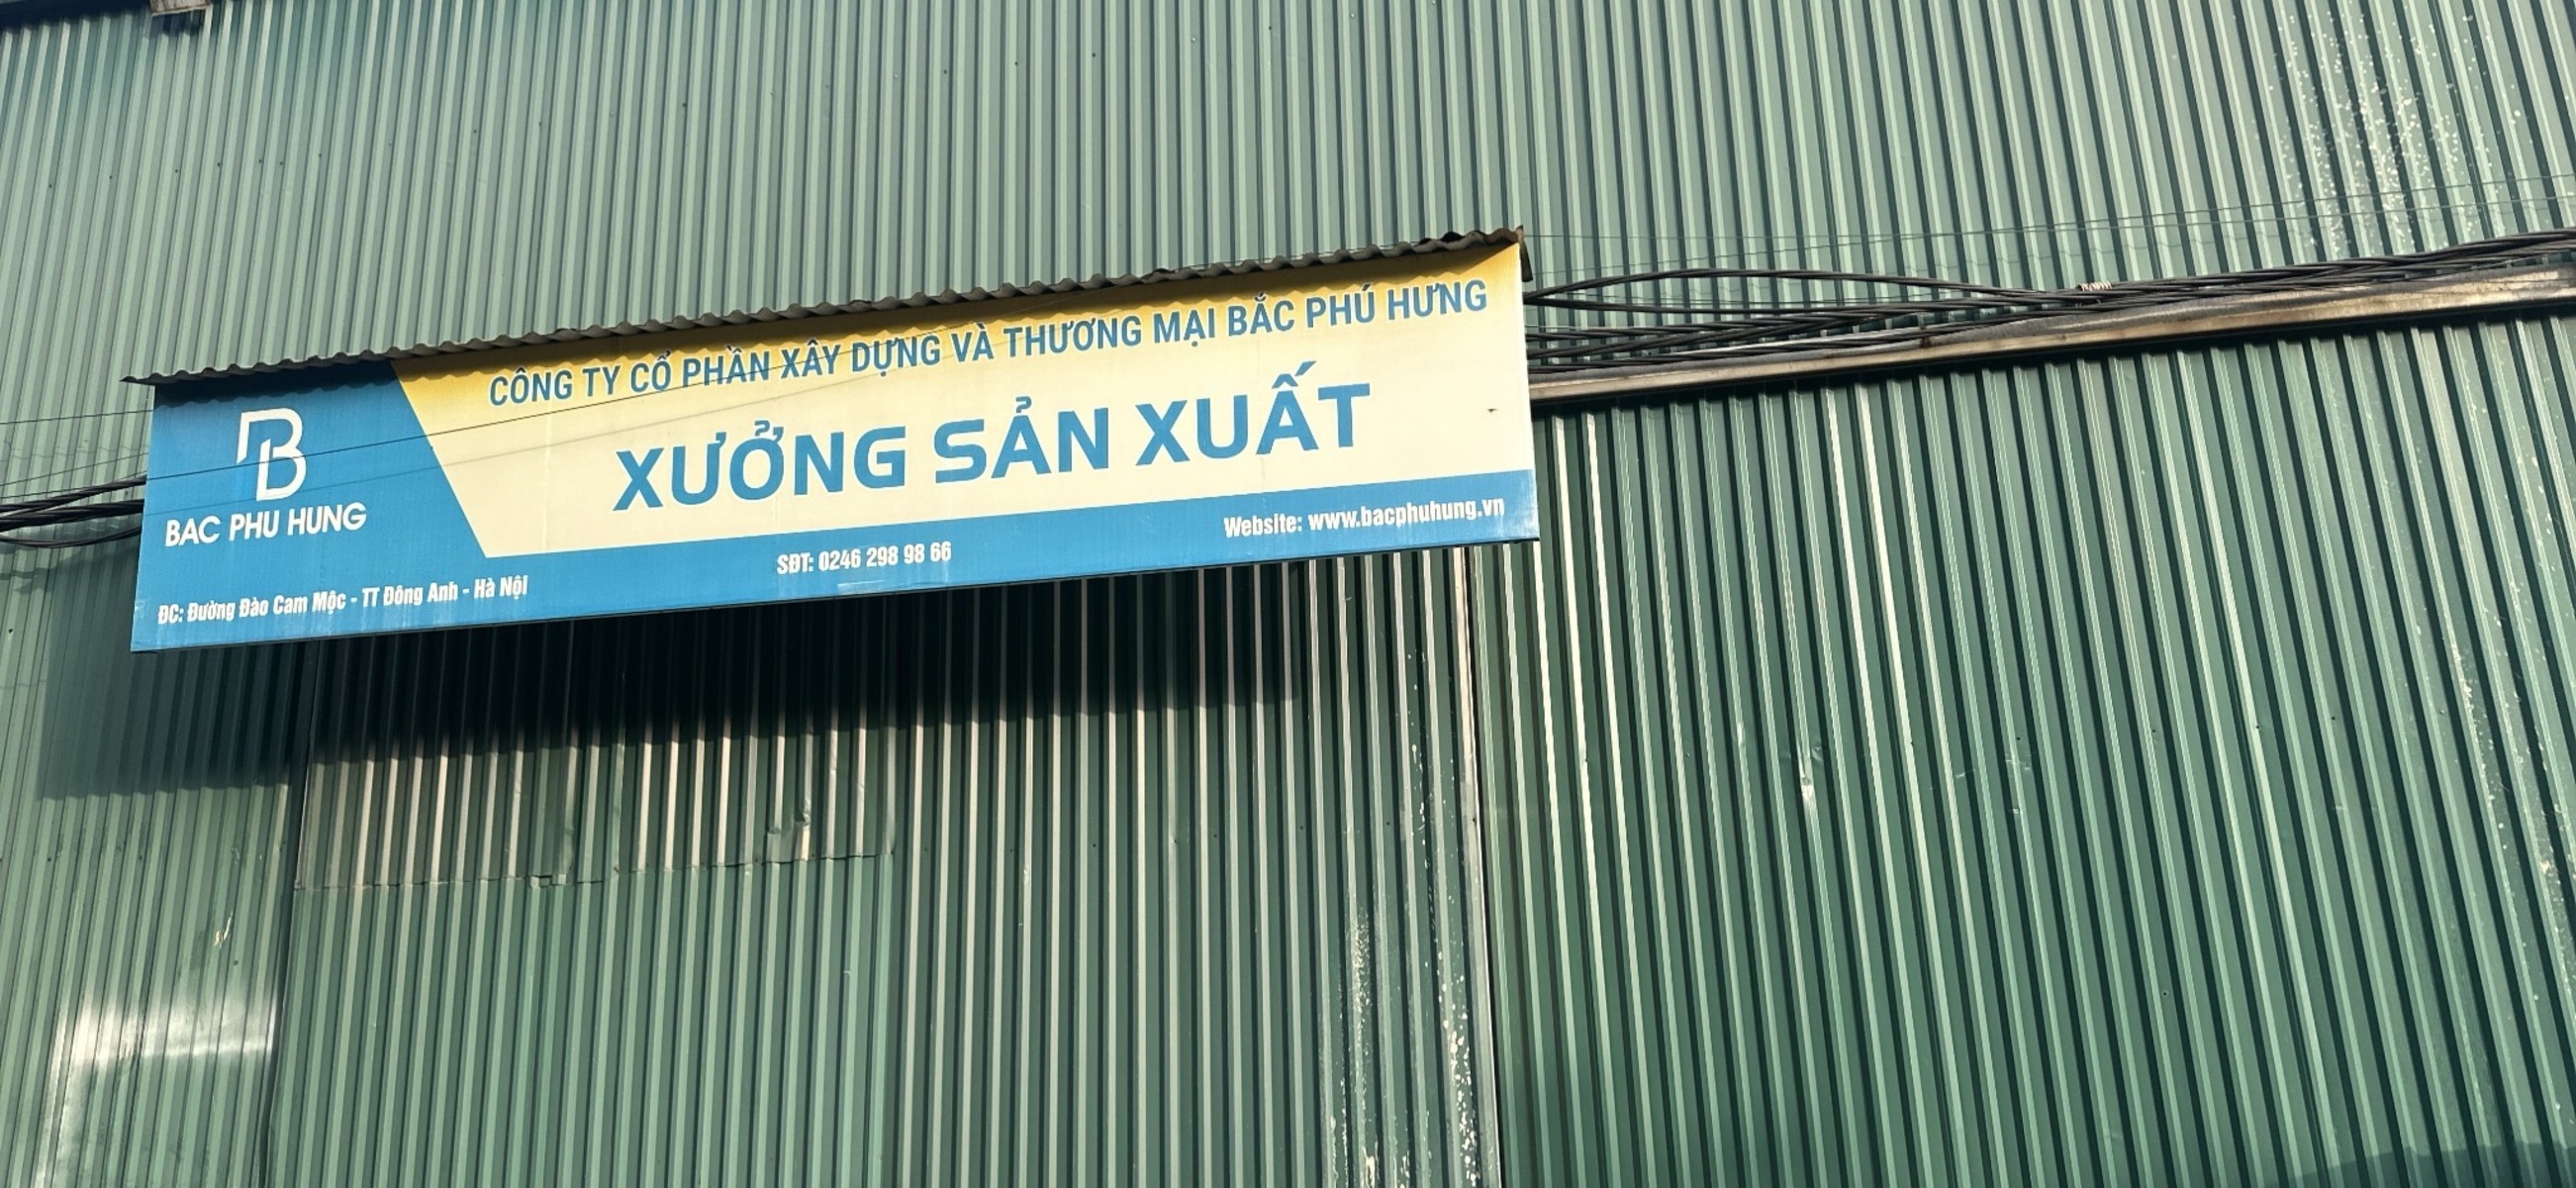 CÔNG TY CỔ PHẦN XÂY DỰNG VÀ THƯƠNG MẠI BẮC PHÚ HƯNG
XƯỞNG SẢN XUẤT
BAC PHU HUNG
ĐC: Đường Đào Cam Mộc - TT Đông Anh - Hà Nội
SĐT: 0246 298 98 66
Website: www.bacphuhung.vn